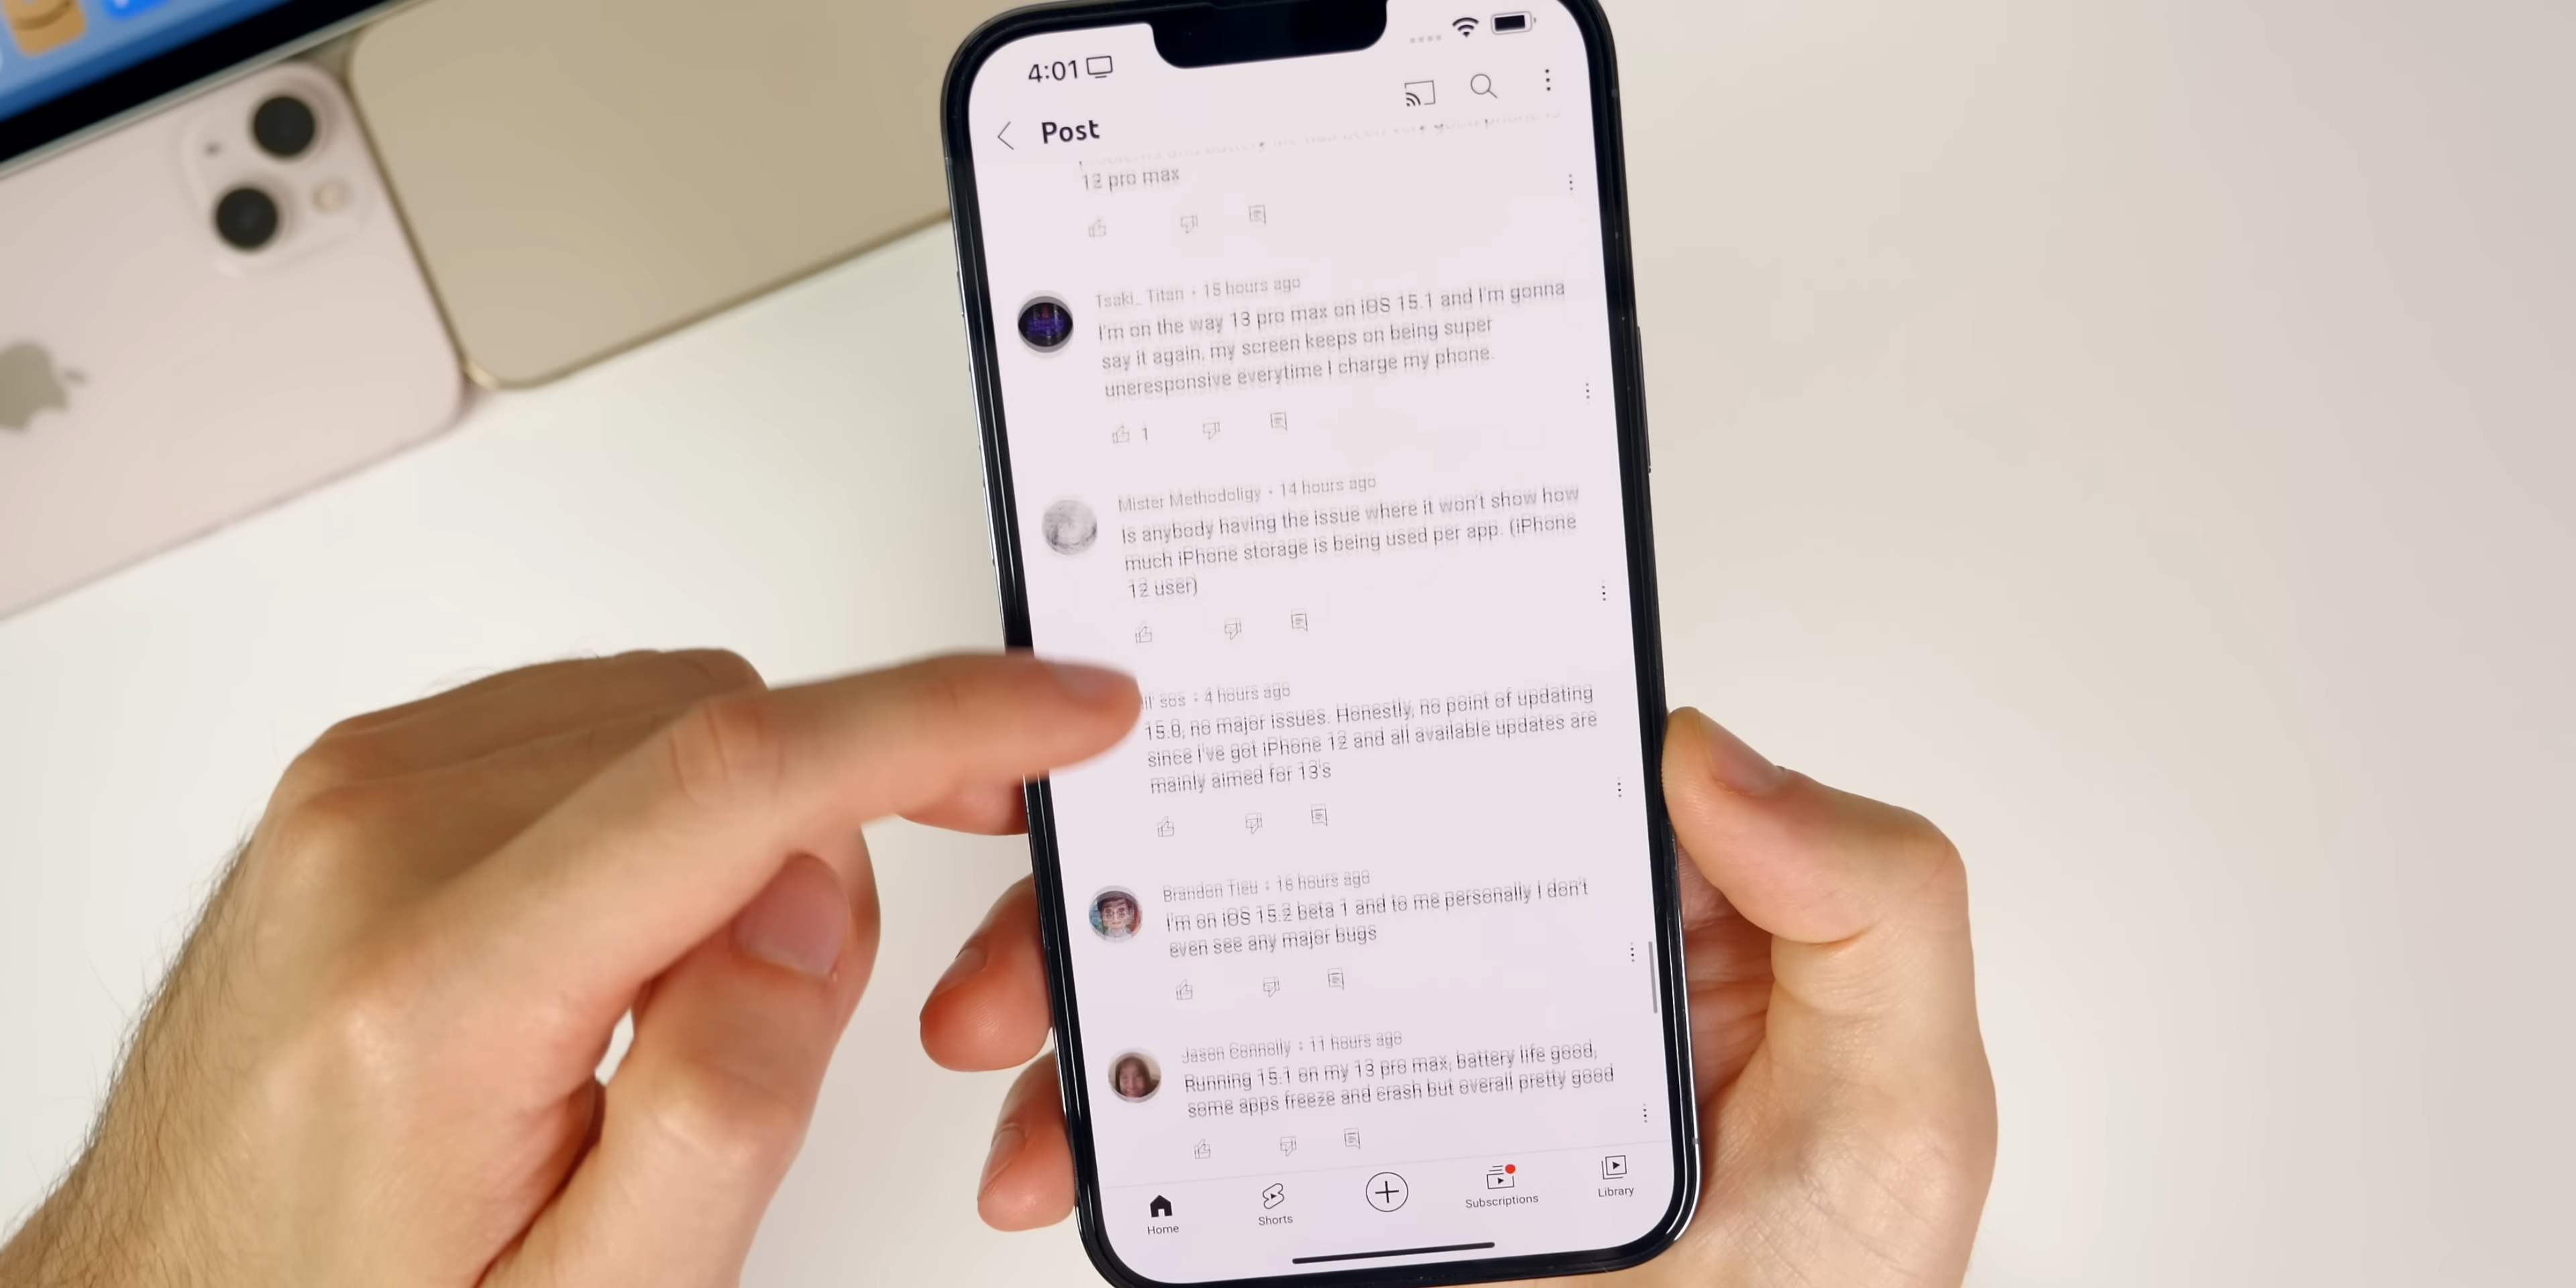 4:01
Post
12 pro max
Tsaki_ Titan • 15 hours ago
I'm on the way 13 pro max on iOS 15.1 and I'm gonna
say it again, my screen keeps on being super
uneresponsive everytime I charge my phone.
1
Mister Methodoligy • 14 hours ago
Is anybody having the issue where it won't show how
much iPhone storage is being used per app. (iPhone
12 user)
sos • 4 hours ago
15.0, no major issues. Honestly, no point of updating
since I've got iPhone 12 and all available updates are
mainly aimed for 13's
Brandon Tieu • 16 hours ago
I'm on iOS 15.2 beta 1 and to me personally I don't
even see any major bugs
Jason Connolly • 11 hours ago
Running 15.1 on my 13 pro max, battery life good,
some apps freeze and crash but overall pretty good
Home
Shorts
Subscriptions
Library